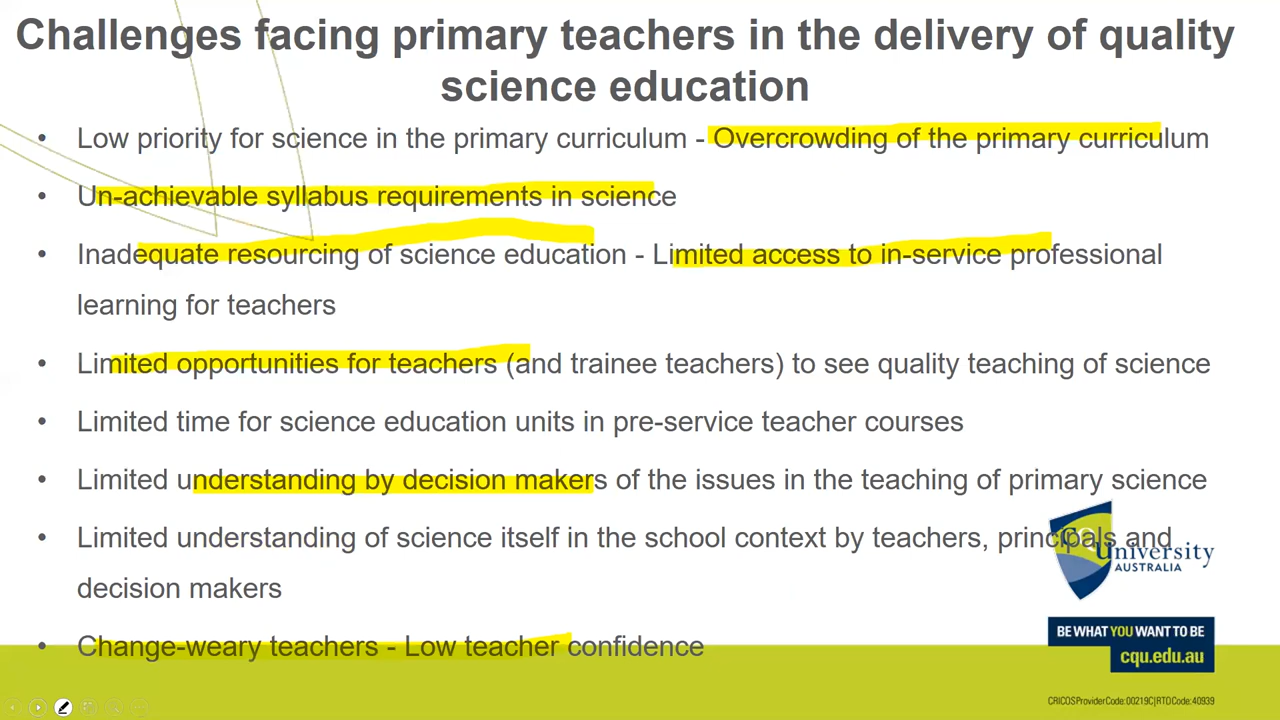 Challenges facing primary teachers in the delivery of quality
science education
• Low priority for science in the primary curriculum - Overcrowding of the primary curriculum
• Un-achievable syllabus requirements in science
• Inadequate resourcing of science education - Limited access to in-service professional
learning for teachers
• Limited opportunities for teachers (and trainee teachers) to see quality teaching of science
• Limited time for science education units in pre-service teacher courses
• Limited understanding by decision makers of the issues in the teaching of primary science
• Limited understanding of science itself in the school context by teachers, principals and
decision makers
• Change-weary teachers - Low teacher confidence
CQUniversity
AUSTRALIA
BE WHAT YOU WANT TO BE
cqu.edu.au
CRICOS Provider Code: 00219C | RTO Code: 40939